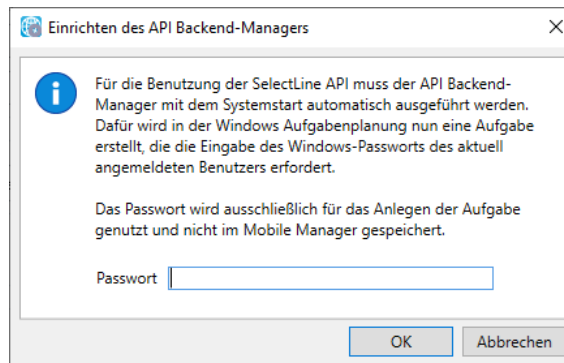 Einrichten des API Backend-Managers
Für die Benutzung der SelectLine API muss der API Backend-
Manager mit dem Systemstart automatisch ausgeführt werden.
Dafür wird in der Windows Aufgabenplanung nun eine Aufgabe
erstellt, die die Eingabe des Windows-Passworts des aktuell
angemeldeten Benutzers erfordert.
Das Passwort wird ausschließlich für das Anlegen der Aufgabe
genutzt und nicht im Mobile Manager gespeichert.
Passwort
OK Abbrechen